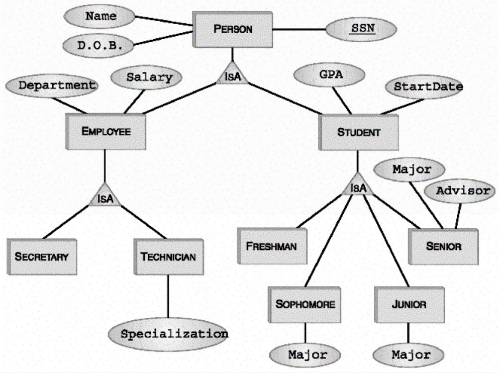 Name
PERSON
SSN
D.O.B.
IsA
GPA
Department
Salary
StartDate
EMPLOYEE
STUDENT
Major
Advisor
IsA
IsA
SECRETARY
TECHNICIAN
FRESHMAN
SENIOR
SOPHOMORE
JUNIOR
Specialization
Major
Major